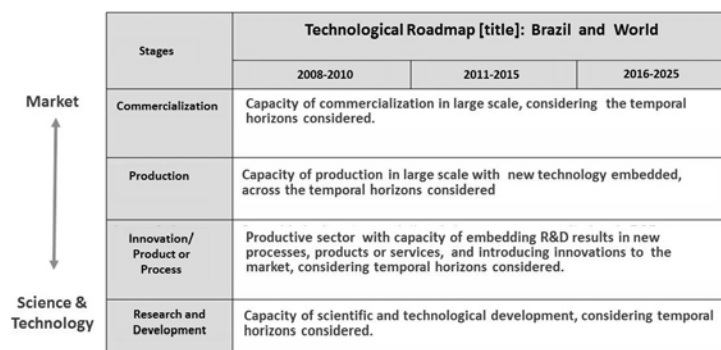 Technological Roadmap [title]: Brazil and World
Stages
2008-2010
2011-2015
2016-2025
Market
Commercialization
Capacity of commercialization in large scale, considering the temporal
horizons considered.
Production
Capacity of production in large scale with new technology embedded,
across the temporal horizons considered
Innovation/
Product or
Process
Productive sector with capacity of embedding R&D results in new
processes, products or services, and introducing innovations to the
market, considering temporal horizons considered.
Science &
Technology
Research and
Development
Capacity of scientific and technological development, considering temporal
horizons considered.